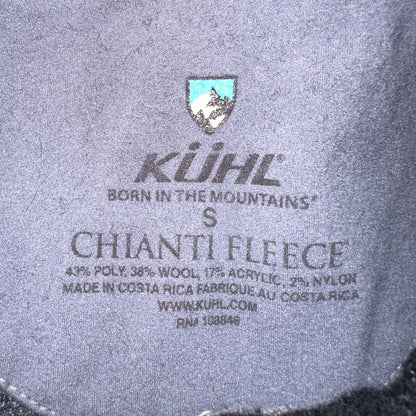 KÜHL®
BORN IN THE MOUNTAINS®
S
CHIANTI FLEECE
43% POLY, 38% WOOL, 17% ACRYLIC, 2% NYLON
MADE IN COSTA RICA FABRIQUE AU COSTA RICA
WWW.KUHL.COM
RN# 108846